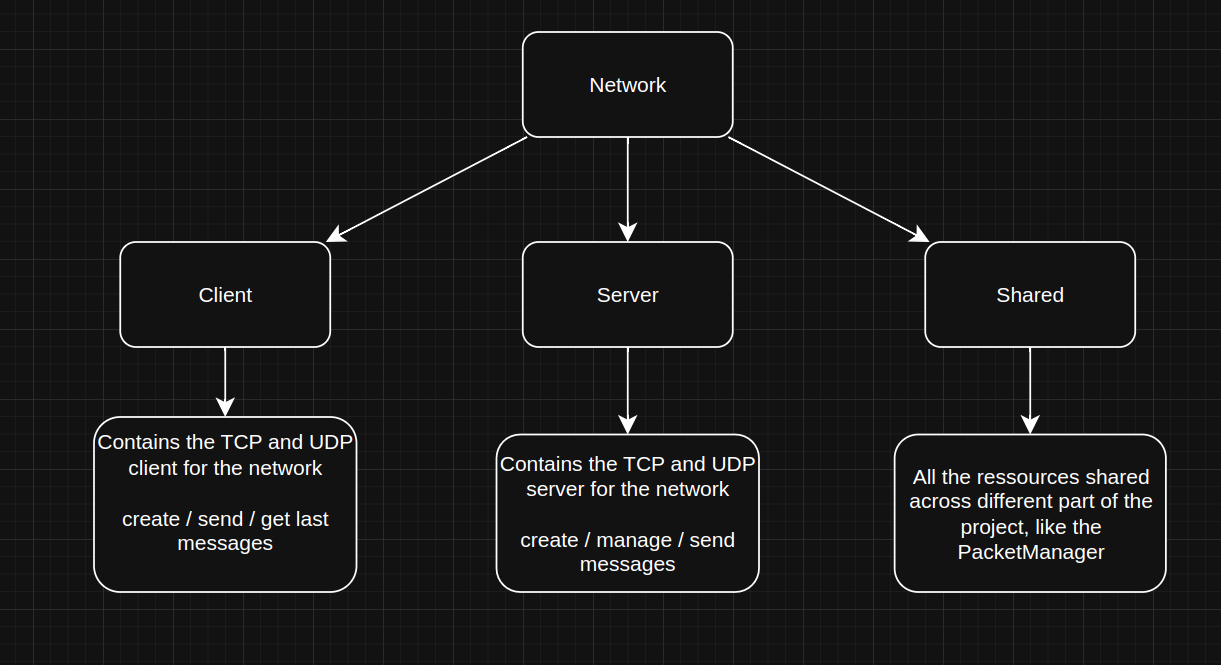 Network
Client
Server
Shared
Contains the TCP and UDP
client for the network
create / send / get last
messages
Contains the TCP and UDP
server for the network
create / manage / send
messages
All the ressources shared
across different part of the
project, like the
PacketManager